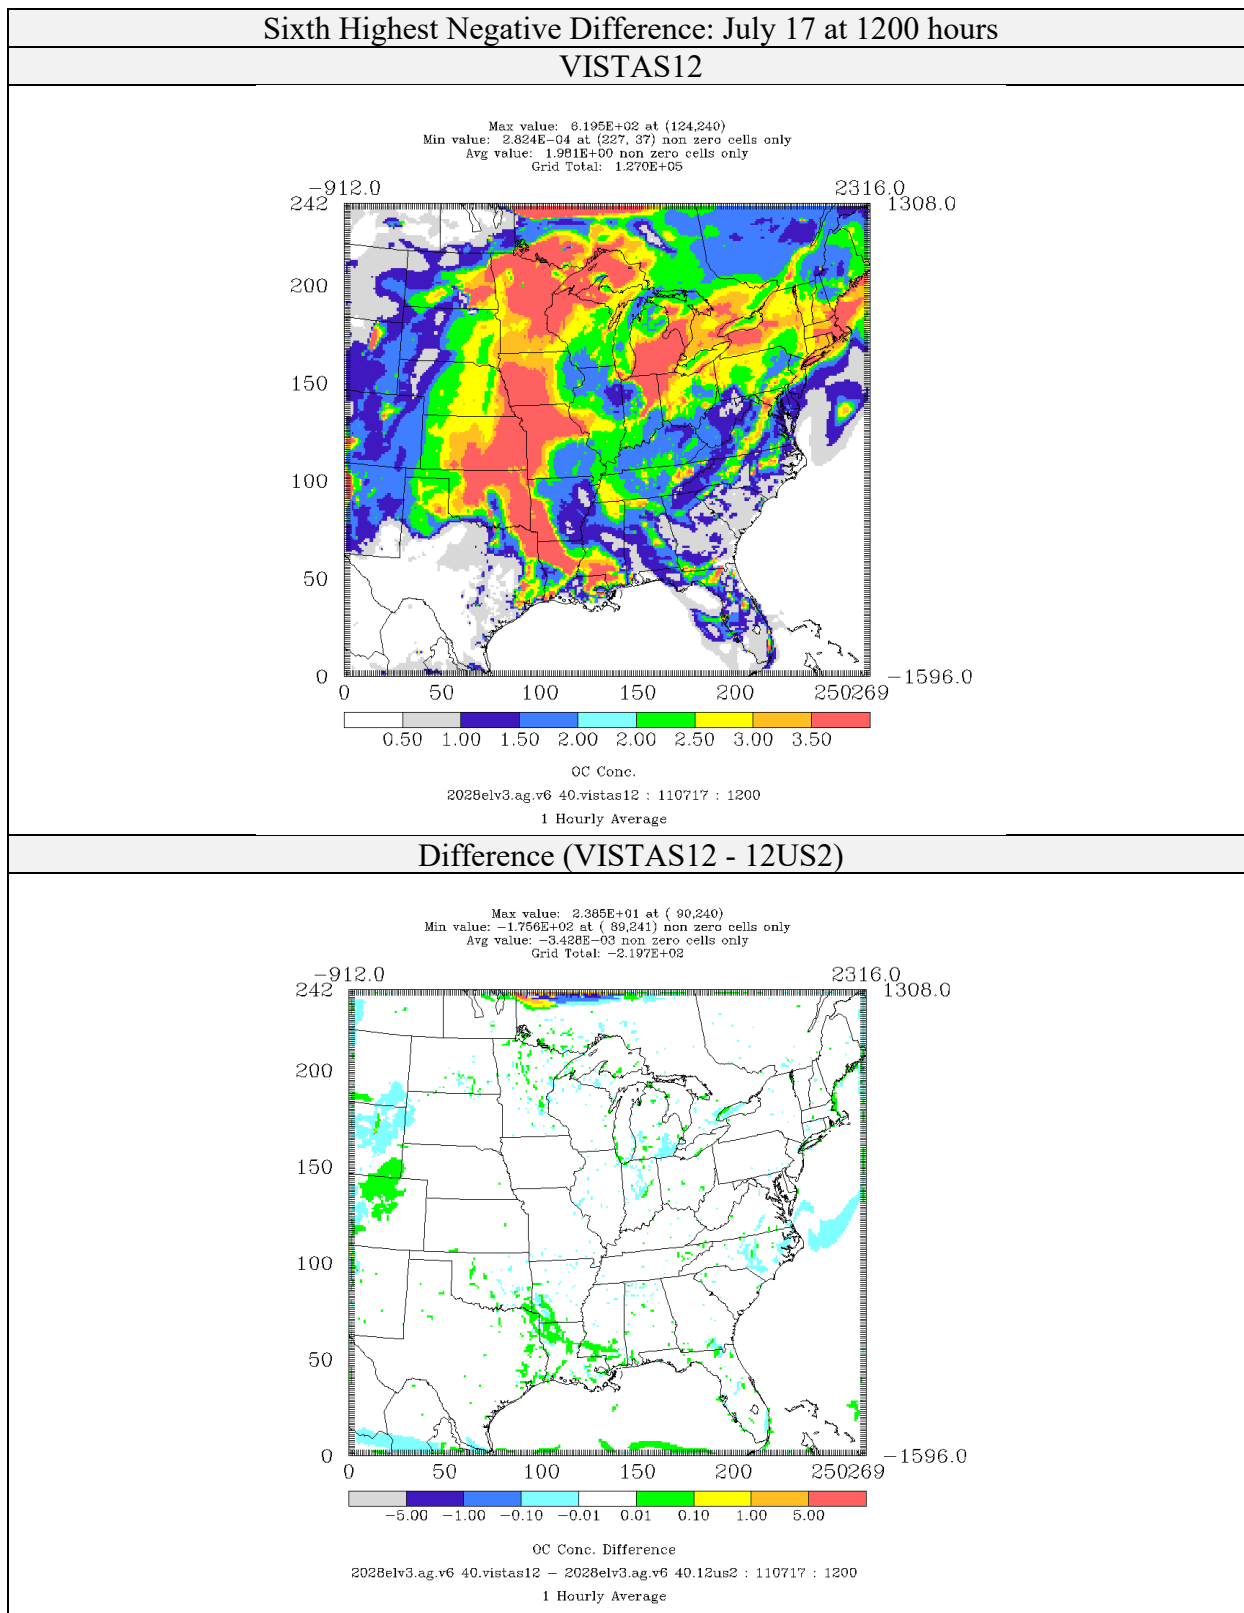 Sixth Highest Negative Difference: July 17 at 1200 hours
VISTAS12
Max value: 6.195E+02 at (124,240)
Min value: 2.824E-04 at (227, 37) non zero cells only
Avg value: 1.981E+00 non zero cells only
Grid Total: 1.270E+05
-912.0 2316.0
242 1308.0
200
150
100
50
0 -1596.0
0 50 100 150 200 250269
0.50 1.00 1.50 2.00 2.00 2.50 3.00 3.50
OC Conc.
2028elv3.ag.v6 40.vistas12 : 110717 : 1200
1 Hourly Average
Difference (VISTAS12 - 12US2)
Max value: 2.385E+01 at ( 90,240)
Min value: -1.756E+02 at ( 89,241) non zero cells only
Avg value: -3.428E-03 non zero cells only
Grid Total: -2.197E+02
-912.0 2316.0
242 1308.0
200
150
100
50
0 -1596.0
0 50 100 150 200 250269
-5.00 -1.00 -0.10 -0.01 0.01 0.10 1.00 5.00
OC Conc. Difference
2028elv3.ag.v6 40.vistas12 - 2028elv3.ag.v6 40.12us2 : 110717 : 1200
1 Hourly Average